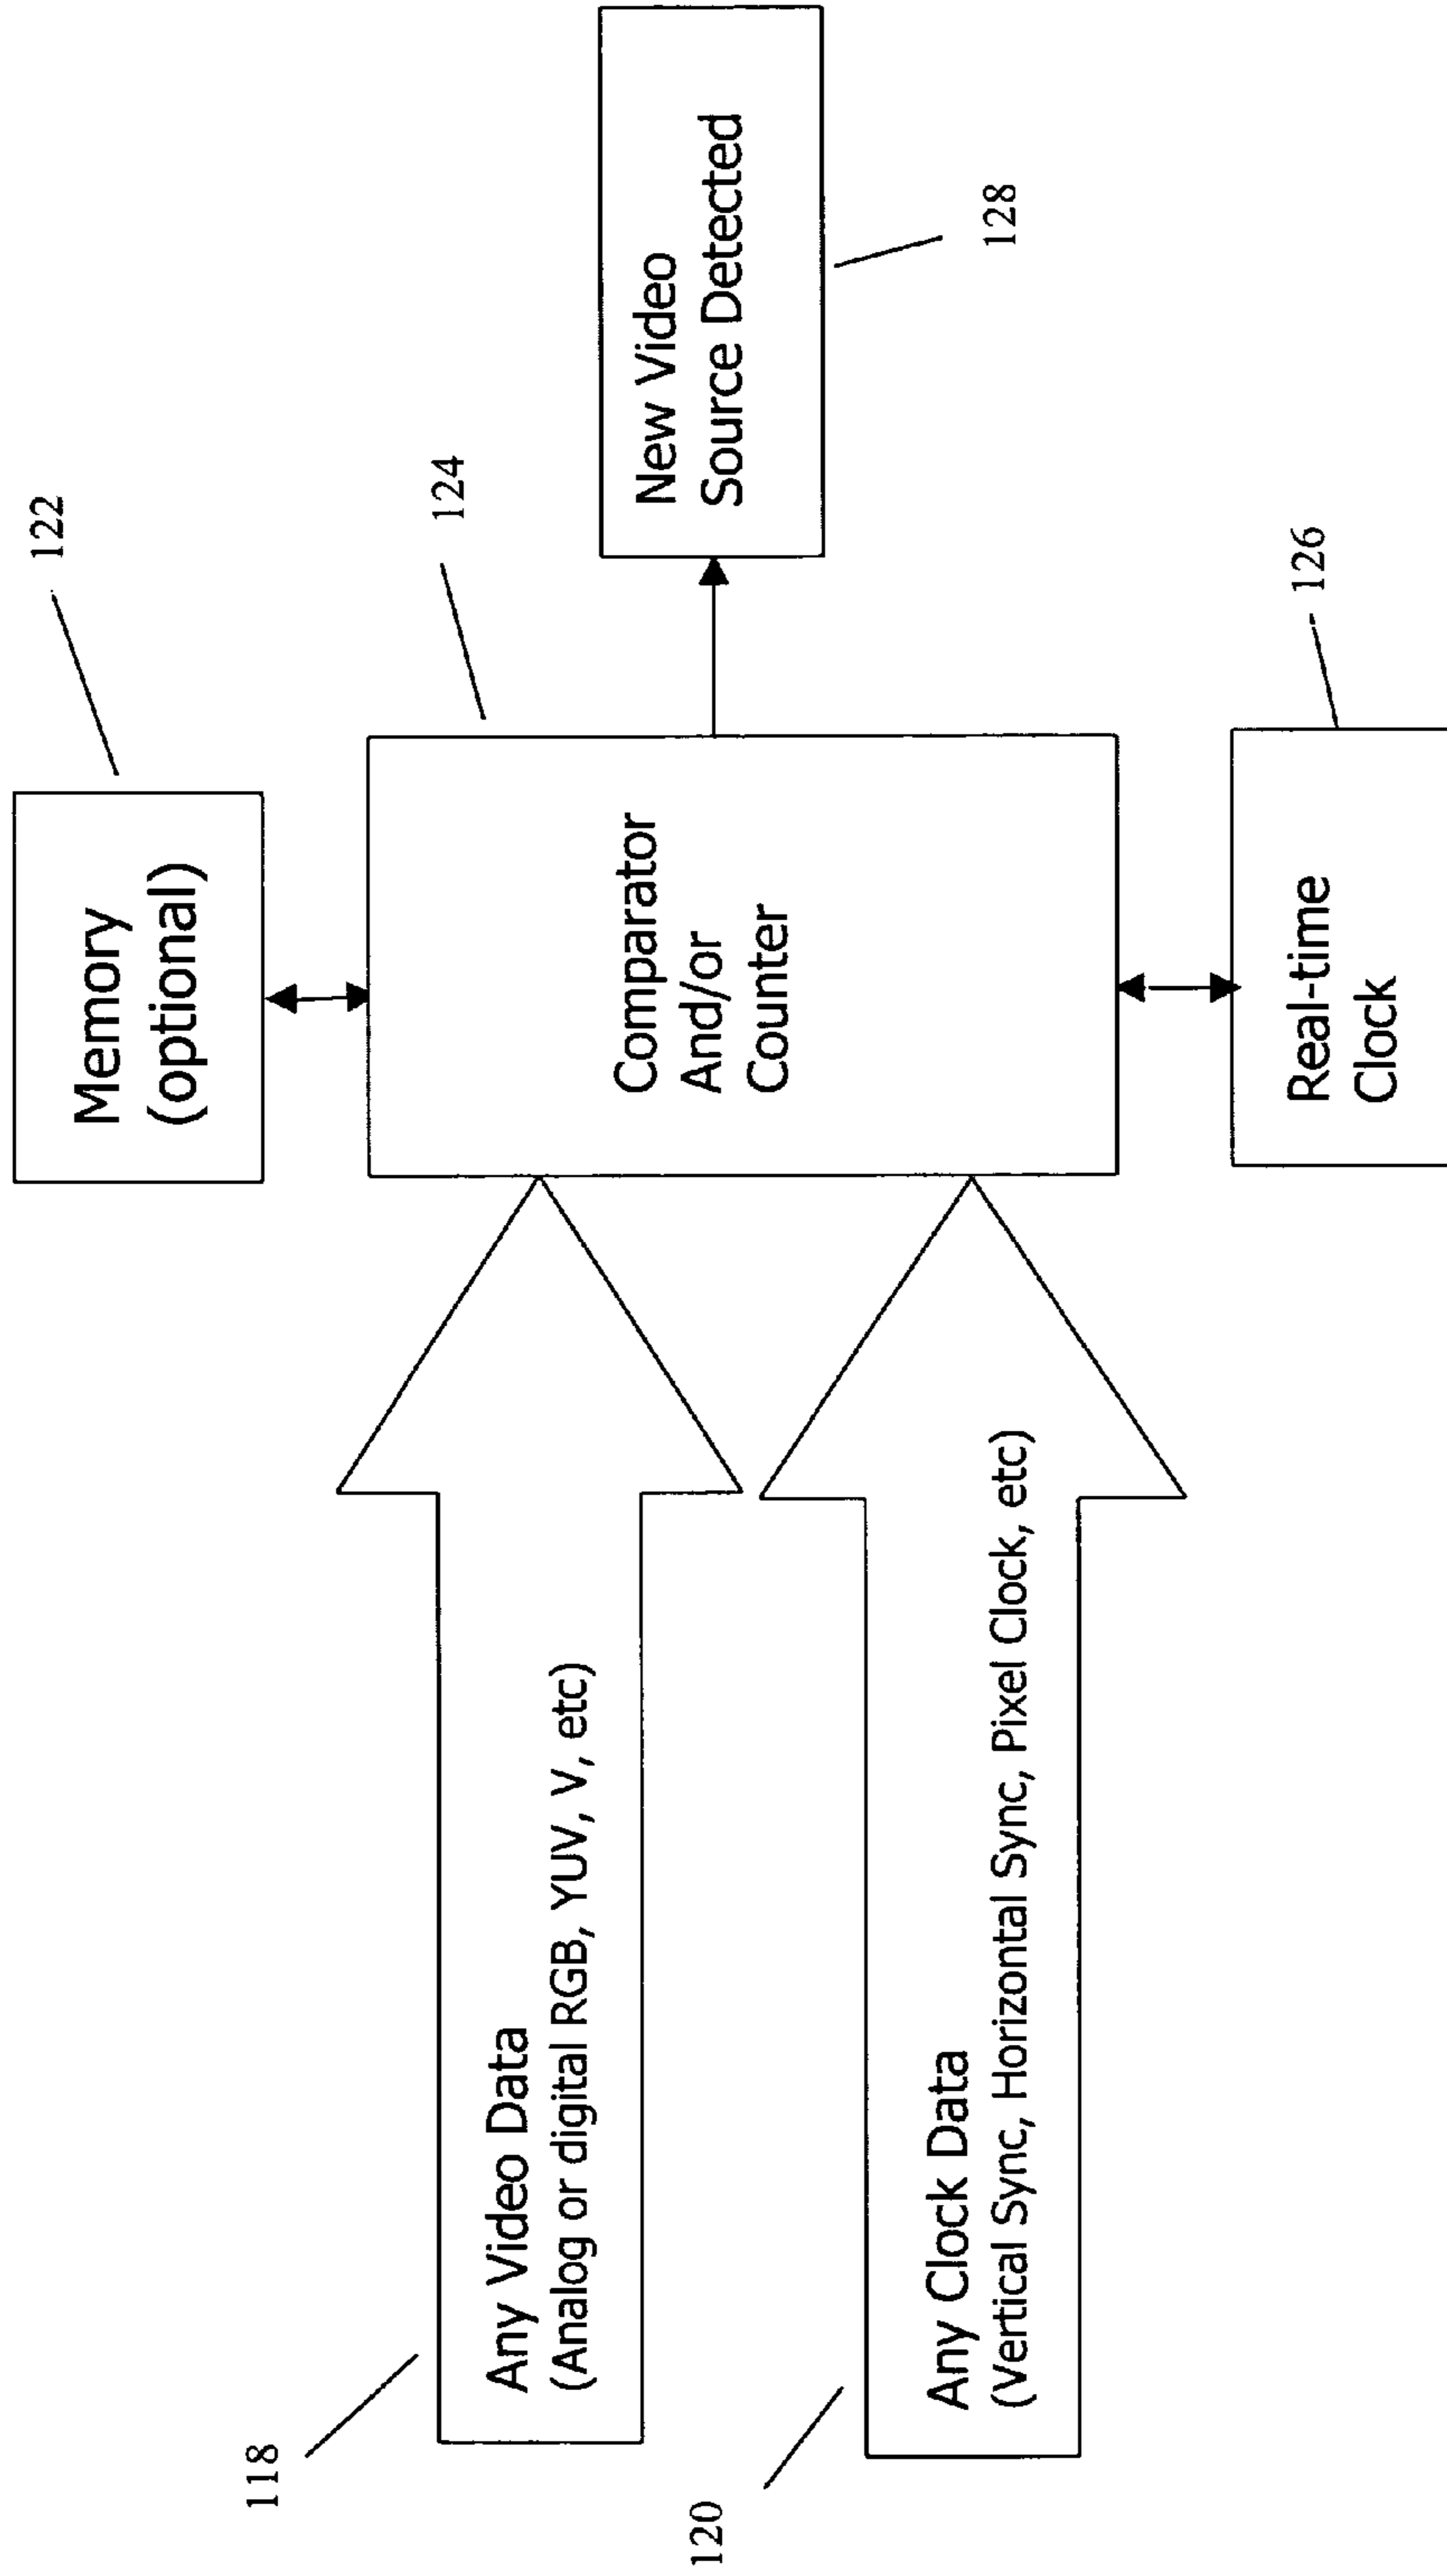 122
Memory
(optional)
124
118
Any Video Data
(Analog or digital RGB, YUV, V, etc)
Comparator
And/or
Counter
New Video
Source Detected
128
120
Any Clock Data
(Vertical Sync, Horizontal Sync, Pixel Clock, etc)
Real-time
Clock
126